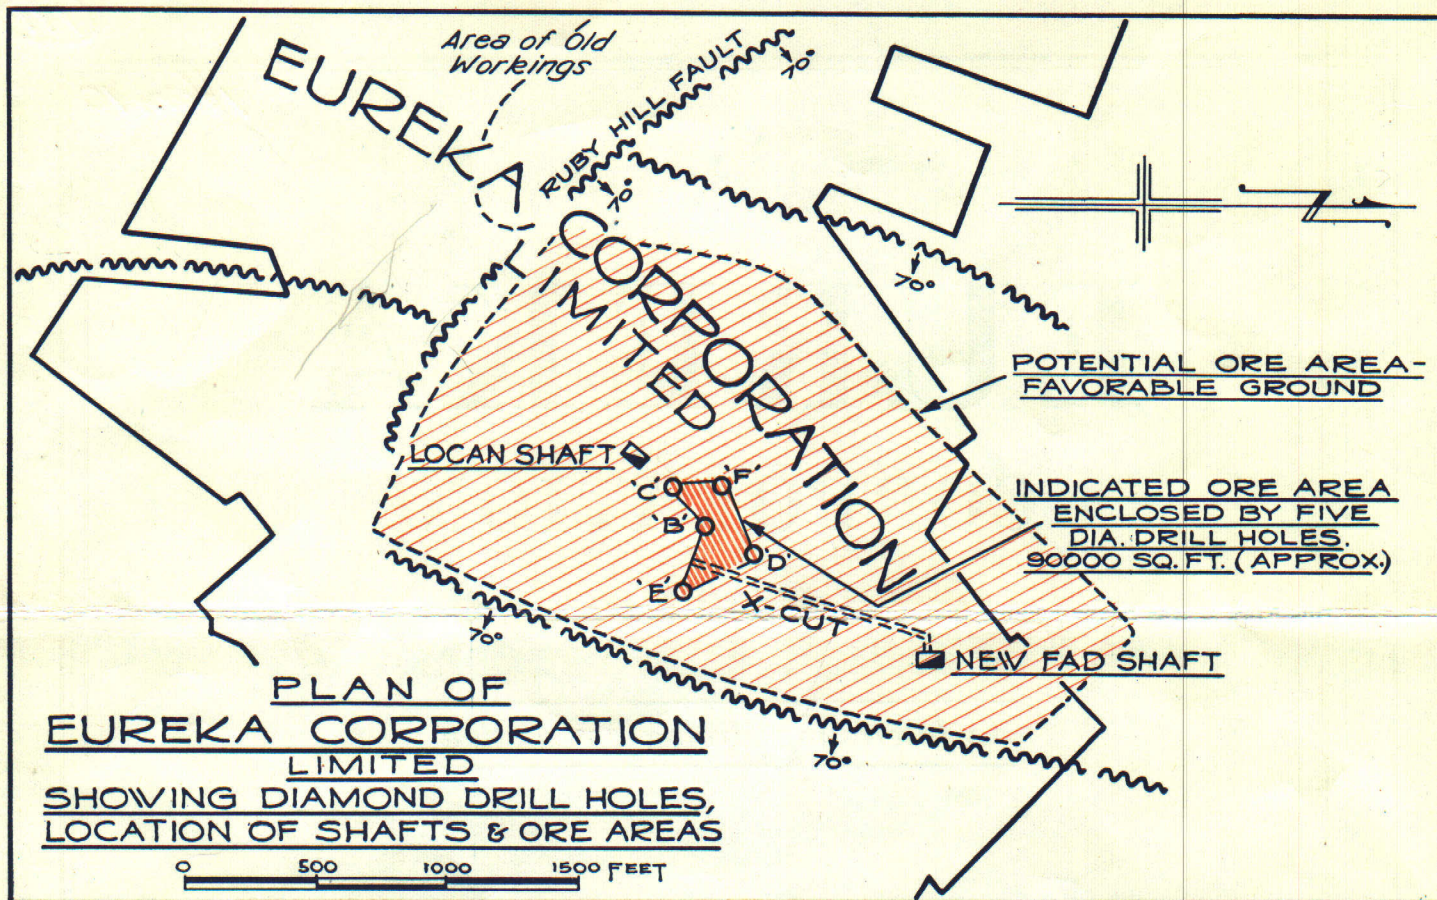 Area of Old
Workings
EUREKA
CORPORATION
LIMITED
RUBY HILL FAULT
70°
70°
70°
N
POTENTIAL ORE AREA-
FAVORABLE GROUND
LOCAN SHAFT
'C'
'F'
'B'
'D'
'E'
INDICATED ORE AREA
ENCLOSED BY FIVE
DIA. DRILL HOLES.
90000 SQ. FT. (APPROX.)
X-CUT
NEW FAD SHAFT
70°
70°
PLAN OF
EUREKA CORPORATION
LIMITED
SHOWING DIAMOND DRILL HOLES,
LOCATION OF SHAFTS & ORE AREAS
0 500 1000 1500 FEET